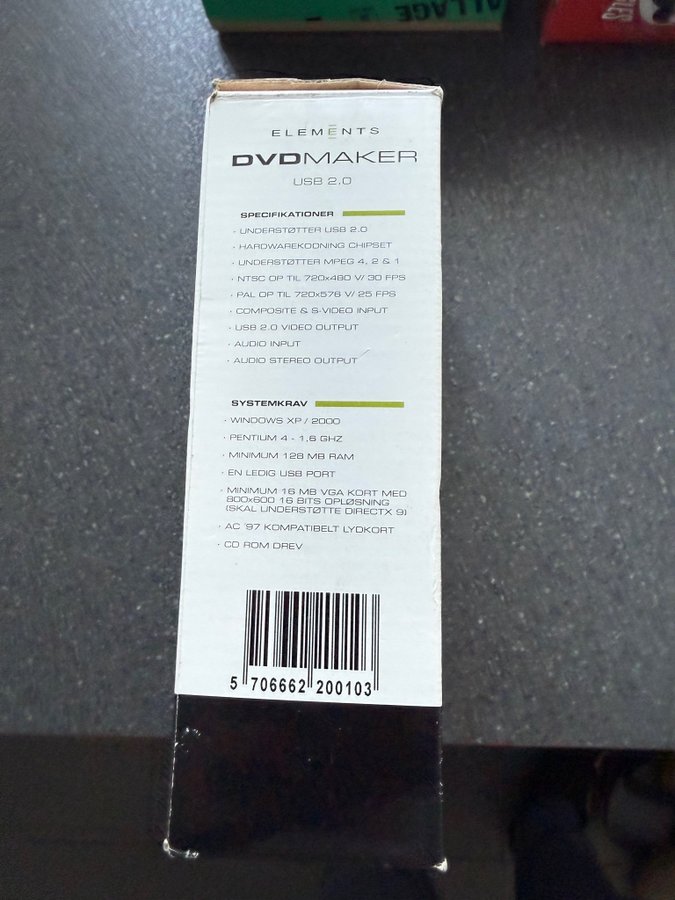 ALLAGE
ELEMENTS
DVDMAKER
USB 2.0
SPECIFIKATIONER
· UNDERSTØTTER USB 2.0
· HARDWAREKODNING CHIPSET
· UNDERSTØTTER MPEG 4, 2 & 1
· NTSC OP TIL 720x480 V/ 30 FPS
· PAL OP TIL 720x576 V/ 25 FPS
· COMPOSITE & S-VIDEO INPUT
· USB 2.0 VIDEO OUTPUT
· AUDIO INPUT
· AUDIO STEREO OUTPUT
SYSTEMKRAV
· WINDOWS XP / 2000
· PENTIUM 4 - 1,6 GHZ
· MINIMUM 128 MB RAM
· EN LEDIG USB PORT
· MINIMUM 16 MB VGA KORT MED
800x600 16 BITS OPLØSNING
(SKAL UNDERSTØTTE DIRECTX 9)
· AC '97 KOMPATIBELT LYDKORT
· CD ROM DREV
5 706662 200103